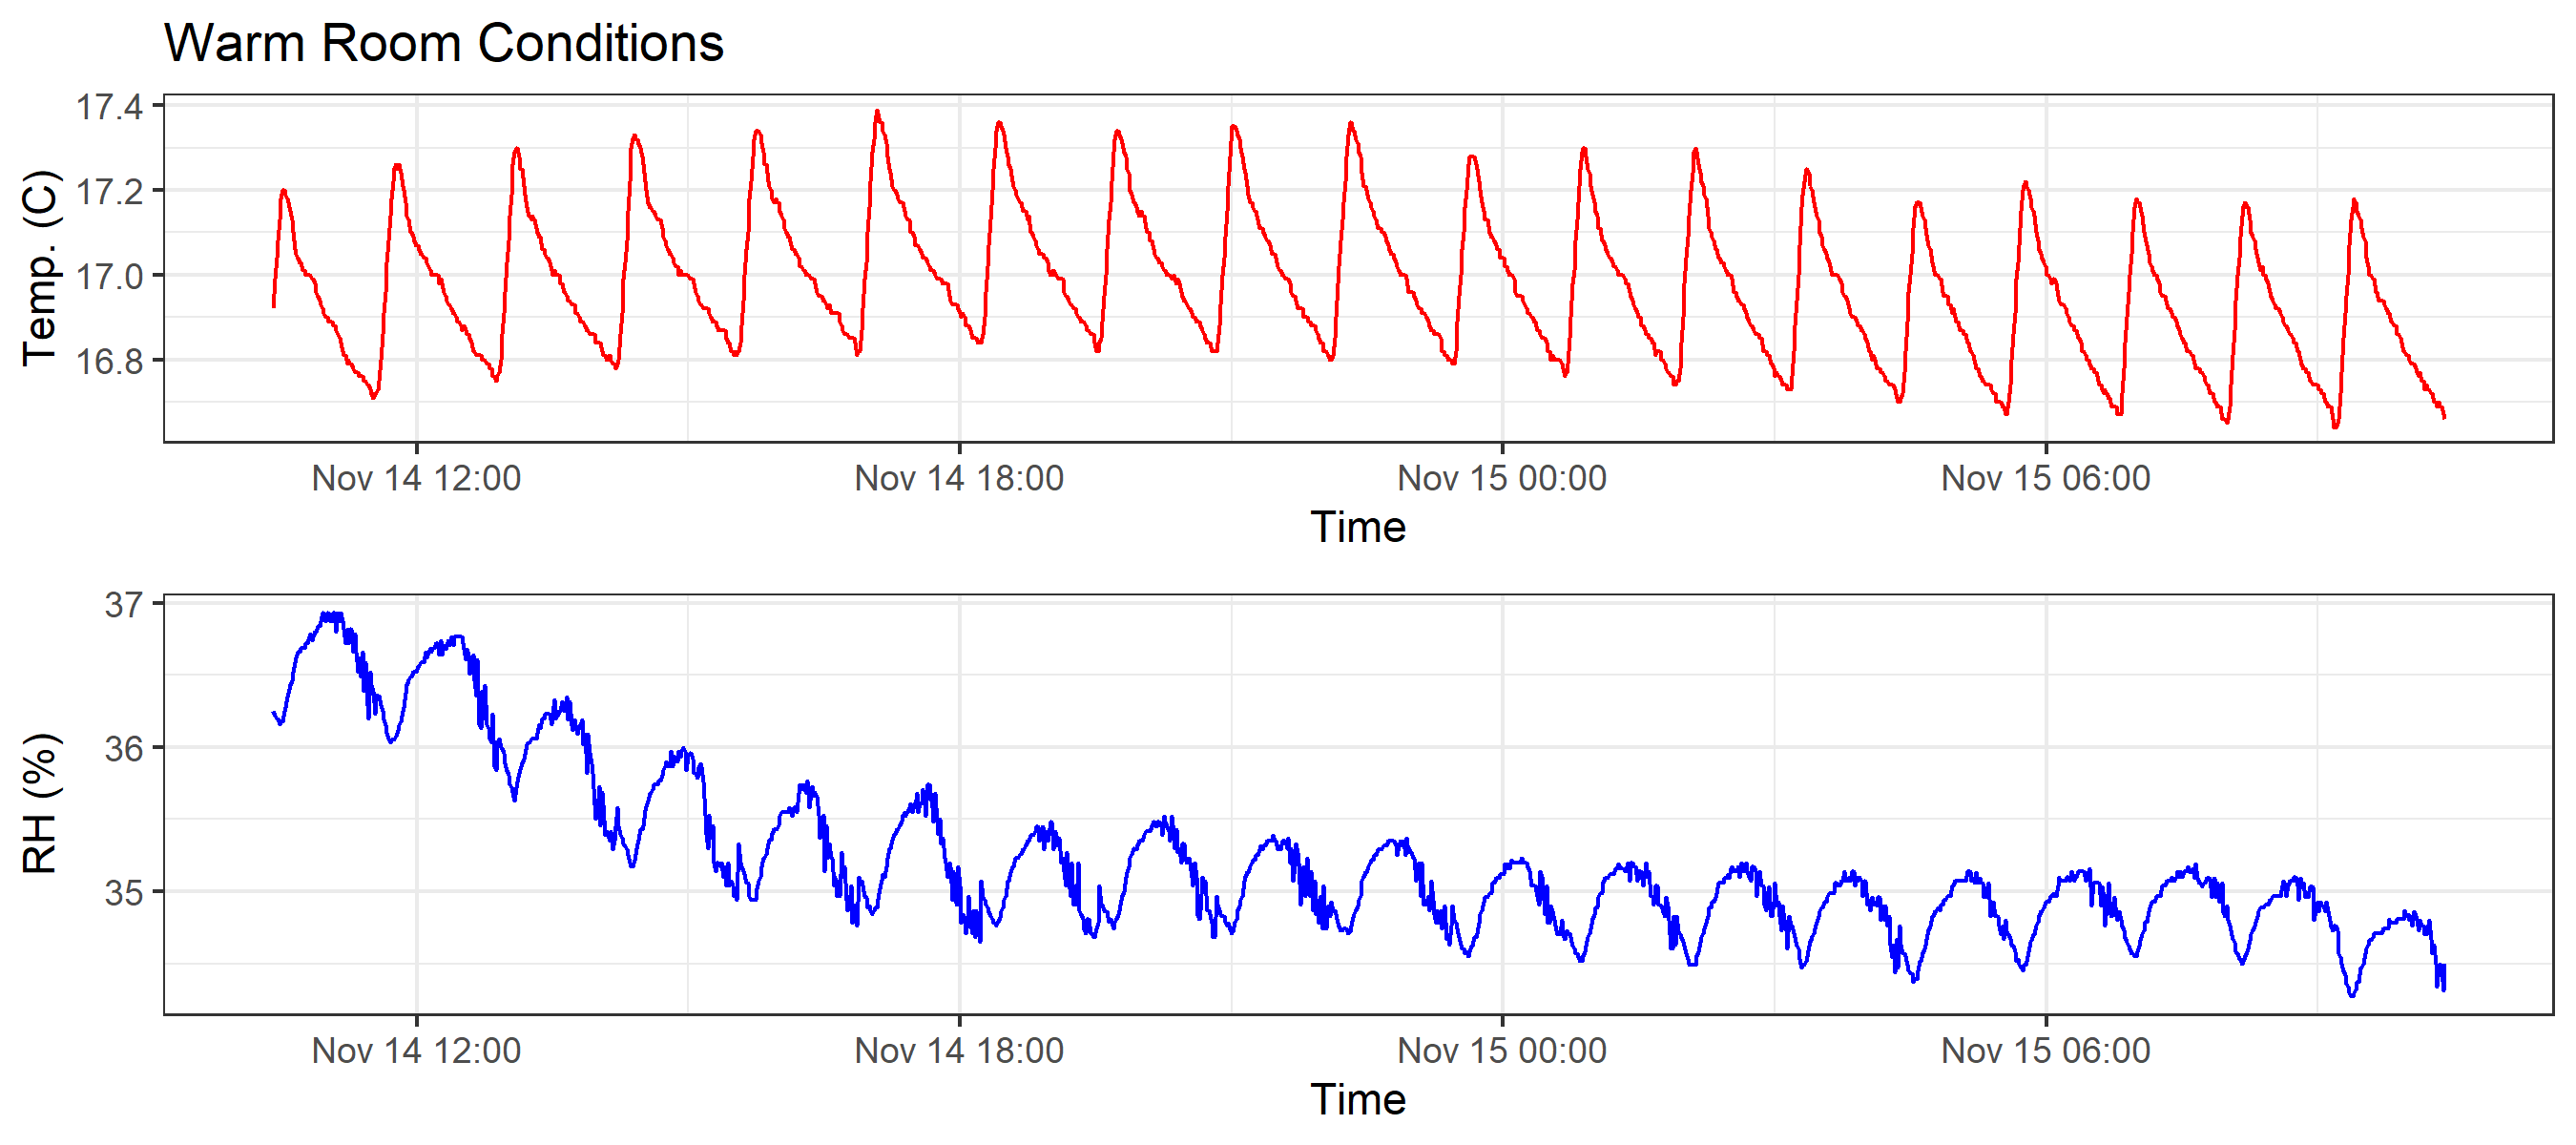 Warm Room Conditions
17.4
17.2
17.0
16.8
Temp. (C)
Nov 14 12:00 Nov 14 18:00 Nov 15 00:00 Nov 15 06:00
Time
37
36
35
RH (%)
Nov 14 12:00 Nov 14 18:00 Nov 15 00:00 Nov 15 06:00
Time